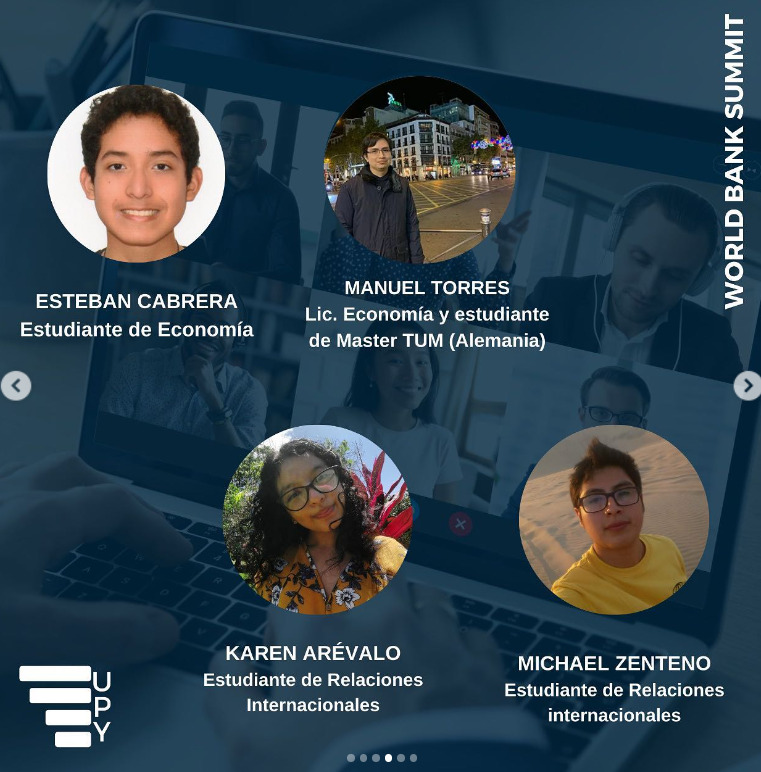 WORLD BANK SUMMIT
ESTEBAN CABRERA
Estudiante de Economía
MANUEL TORRES
Lic. Economía y estudiante
de Master TUM (Alemania)
KAREN ARÉVALO
Estudiante de Relaciones
Internacionales
MICHAEL ZENTENO
Estudiante de Relaciones
internacionales
U
P
Y